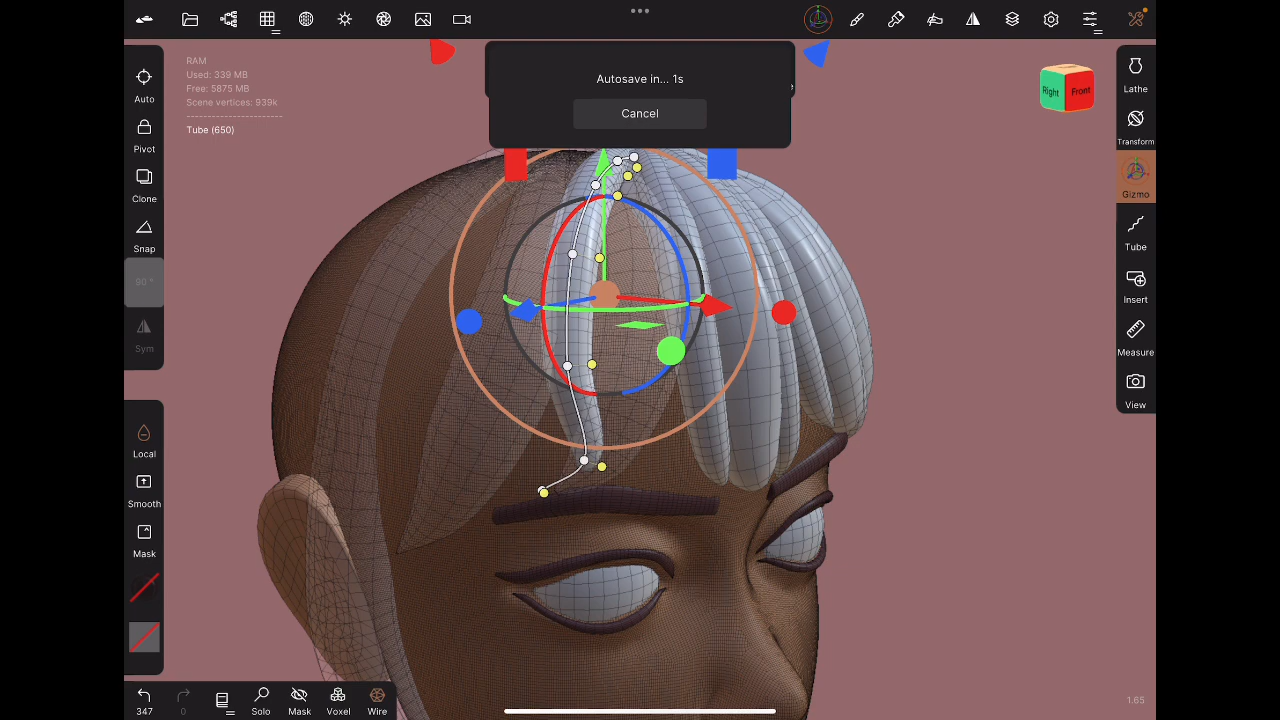 RAM
Used: 339 MB
Free: 5875 MB
Scene vertices: 939k
Tube (650)
Autosave in... 1s
Cancel
Right
Front
Auto
Pivot
Clone
Snap
90 °
Sym
Local
Smooth
Mask
Lathe
Transform
Gizmo
Tube
Insert
Measure
View
347
0
Solo
Mask
Voxel
Wire
1.65